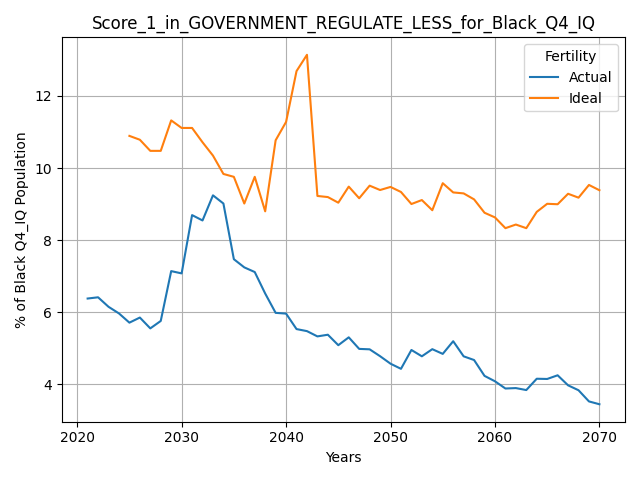 Score_1_in_GOVERNMENT_REGULATE_LESS_for_Black_Q4_IQ
Fertility
Actual
Ideal
% of Black Q4_IQ Population
12
10
8
6
4
2020
2030
2040
2050
2060
2070
Years